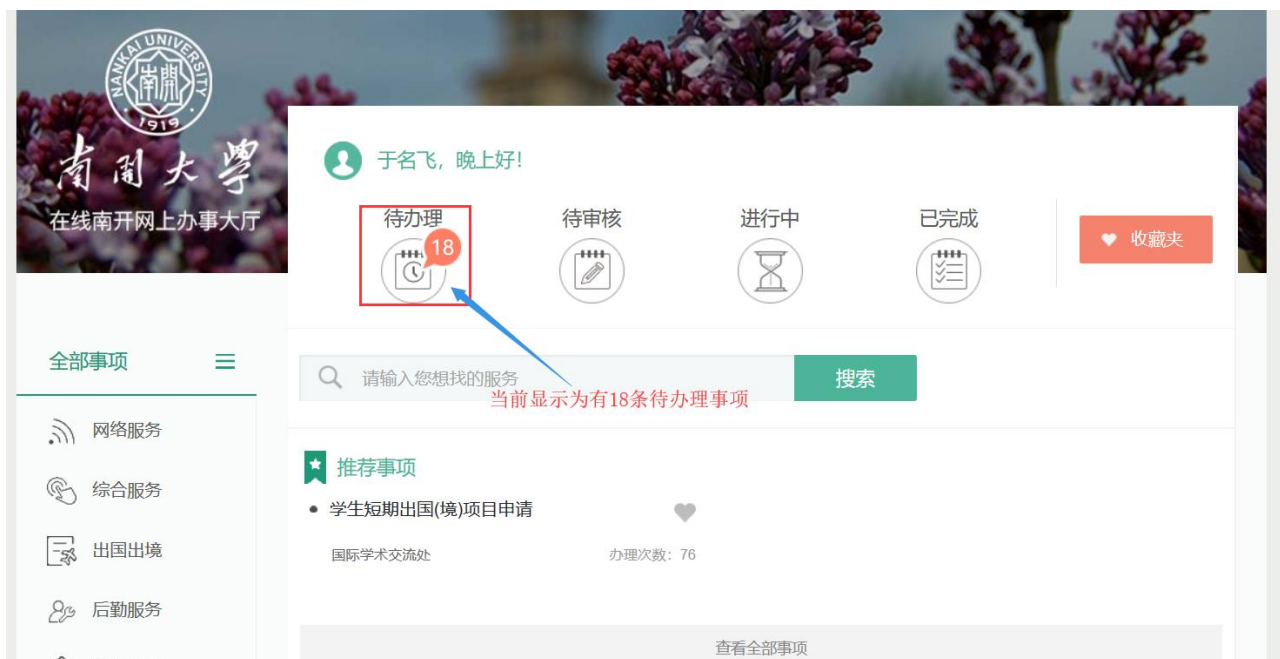 NANKAI UNIVERSITY
南開
1919
南開大學
在线南开网上办事大厅
于名飞，晚上好！
待办理
18
待审核
进行中
已完成
收藏夹
全部事项
请输入您想找的服务
搜索
当前显示为有18条待办理事项
网络服务
综合服务
出国出境
后勤服务
推荐事项
学生短期出国(境)项目申请
国际学术交流处
办理次数：76
查看全部事项